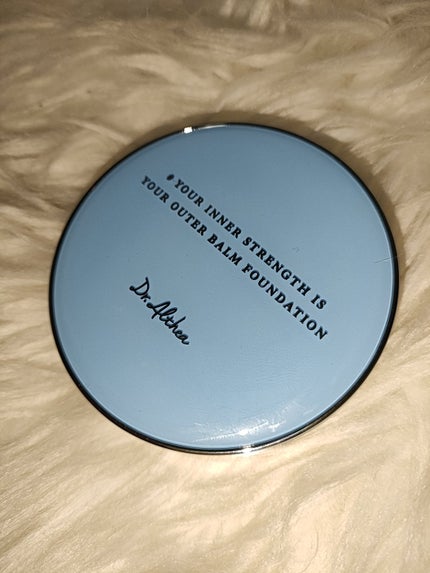 # YOUR INNER STRENGTH IS
YOUR OUTER BALM FOUNDATION
Dr. Althea